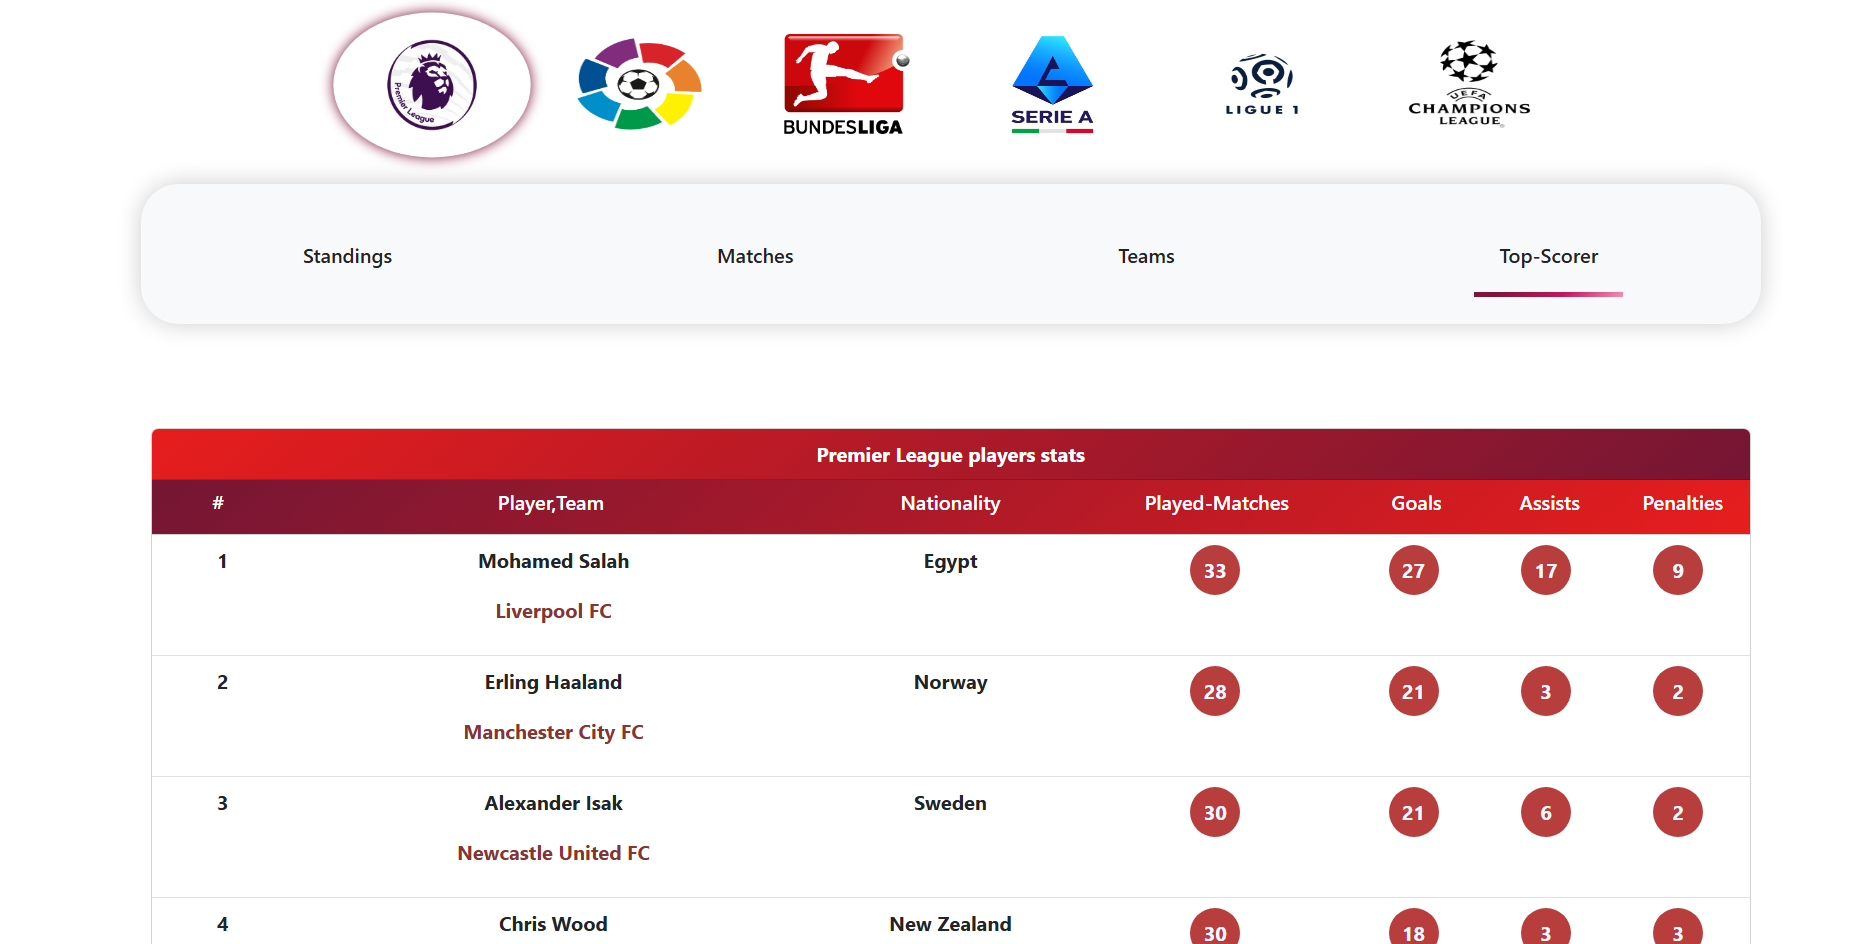 Premier League
BUNDESLIGA
SERIE A
LIGUE 1
UEFA
CHAMPIONS
LEAGUE
Standings
Matches
Teams
Top-Scorer
Premier League players stats
# Player,Team Nationality Played-Matches Goals Assists Penalties
1 Mohamed Salah Egypt 33 27 17 9
Liverpool FC
2 Erling Haaland Norway 28 21 3 2
Manchester City FC
3 Alexander Isak Sweden 30 21 6 2
Newcastle United FC
4 Chris Wood New Zealand 30 18 3 3